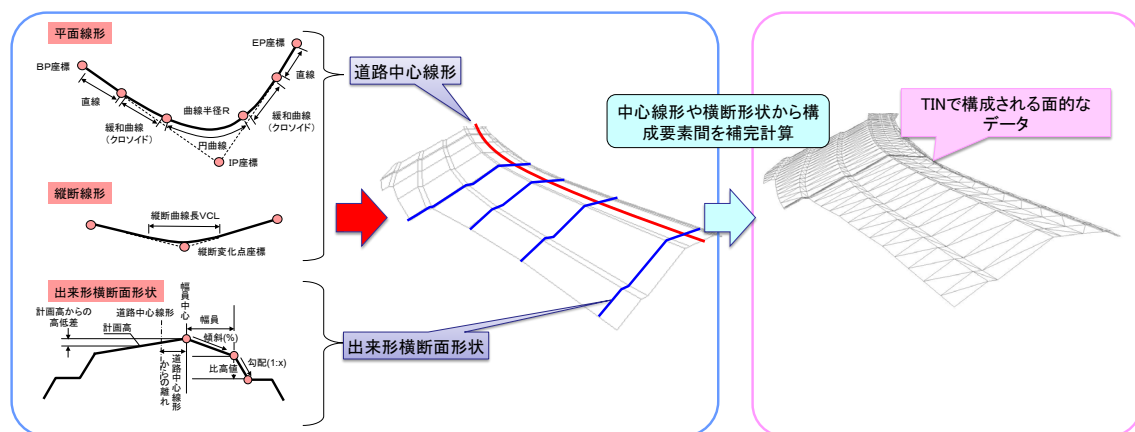 平面線形
BP座標
EP座標
直線
直線
曲線半径R
緩和曲線
(クロソイド)
緩和曲線
(クロソイド)
円曲線
IP座標
縦断線形
縦断曲線長VCL
縦断変化点座標
出来形横断面形状
計画高からの
高低差
道路中心線形
計画高
幅員中心
幅員
傾斜(%)
勾配(1:x)
比高値
道路中心線形
からの離れ
道路中心線形
出来形横断面形状
中心線形や横断形状から構
成要素間を補完計算
TINで構成される面的な
データ